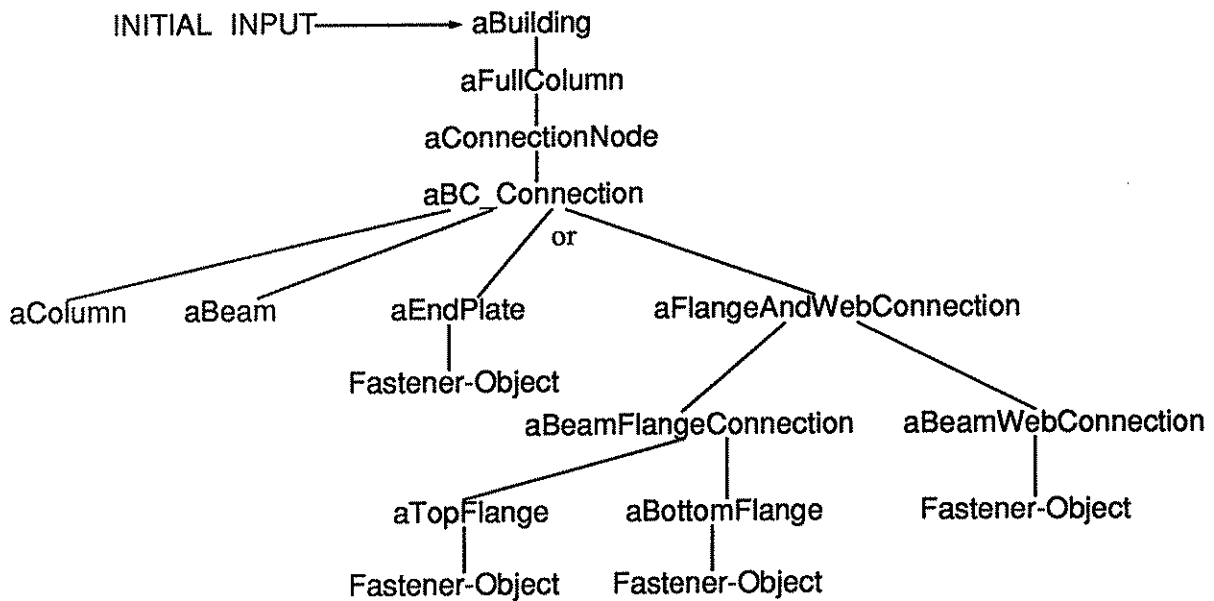 INITIAL INPUT aBuilding
aFullColumn
aConnectionNode
aBC_Connection
or
aColumn aBeam aEndPlate aFlangeAndWebConnection
Fastener-Object
aBeamFlangeConnection aBeamWebConnection
aTopFlange aBottomFlange Fastener-Object
Fastener-Object Fastener-Object